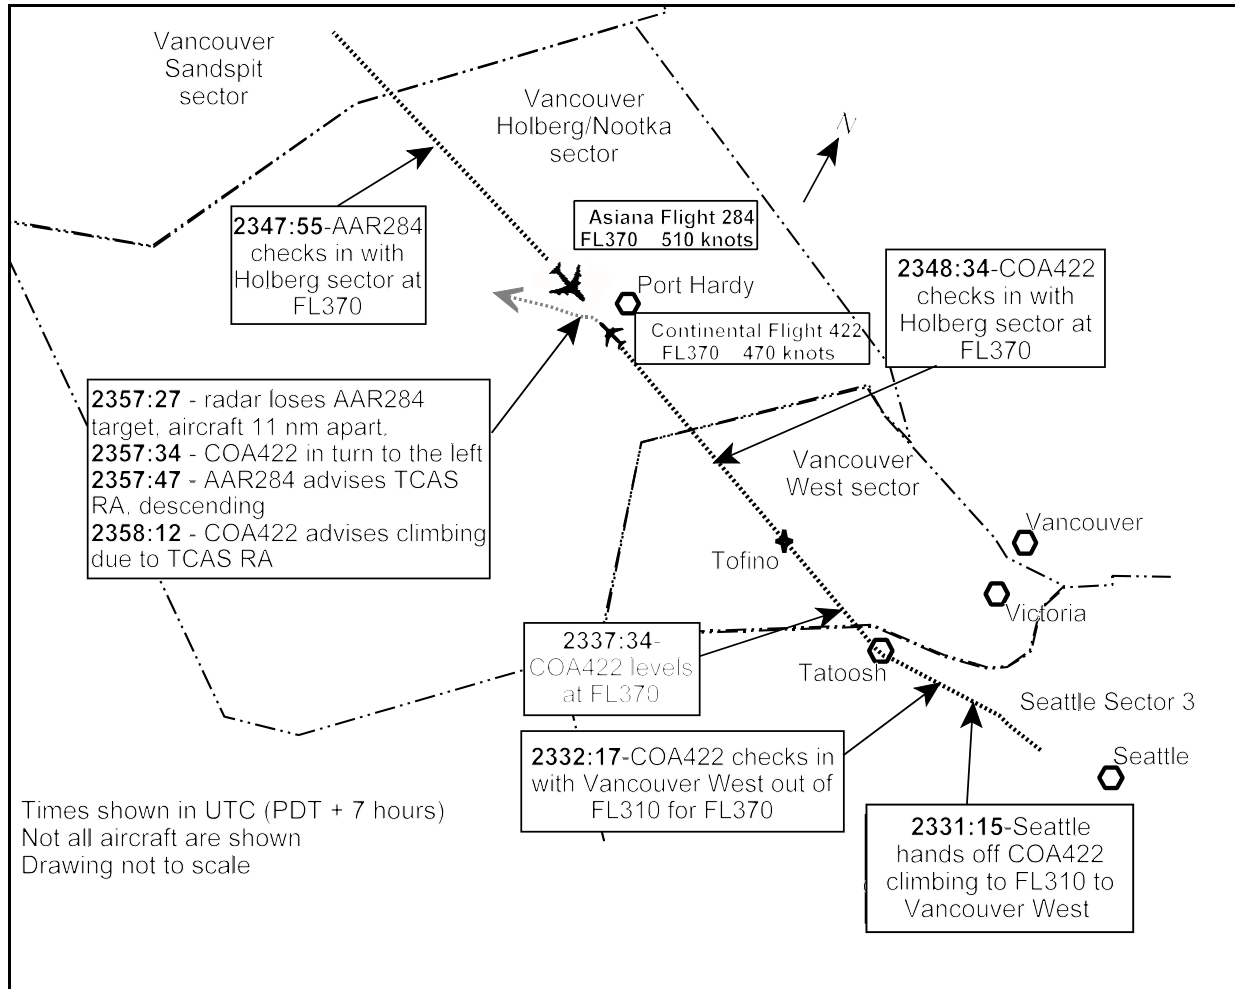 Vancouver
Sandspit
sector
Vancouver
Holberg/Nootka
sector
N
2347:55-AAR284
checks in with
Holberg sector at
FL370
Asiana Flight 284
FL370 510 knots
Port Hardy
Continental Flight 422
FL370 470 knots
2348:34-COA422
checks in with
Holberg sector at
FL370
2357:27 - radar loses AAR284
target, aircraft 11 nm apart.
2357:34 - COA422 in turn to the left
2357:47 - AAR284 advises TCAS
RA, descending
2358:12 - COA422 advises climbing
due to TCAS RA
Vancouver
West sector
Vancouver
Tofino
Victoria
2337:34-
COA422 levels
at FL370
Tatoosh
Seattle Sector 3
Seattle
2332:17-COA422 checks in
with Vancouver West out of
FL310 for FL370
2331:15-Seattle
hands off COA422
climbing to FL310 to
Vancouver West
Times shown in UTC (PDT + 7 hours)
Not all aircraft are shown
Drawing not to scale